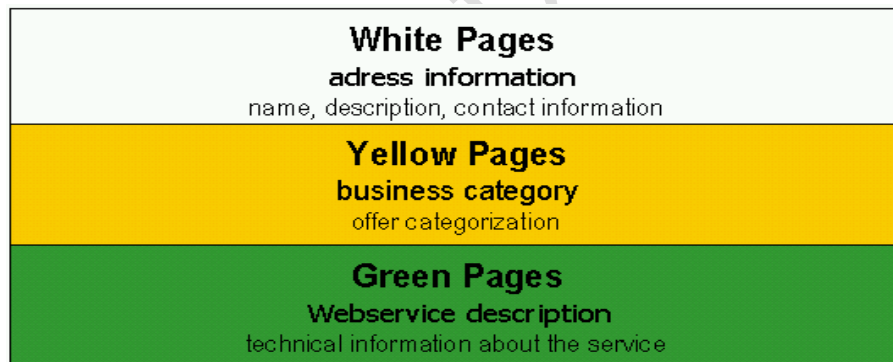 White Pages
adress information
name, description, contact information
Yellow Pages
business category
offer categorization
Green Pages
Webservice description
technical information about the service